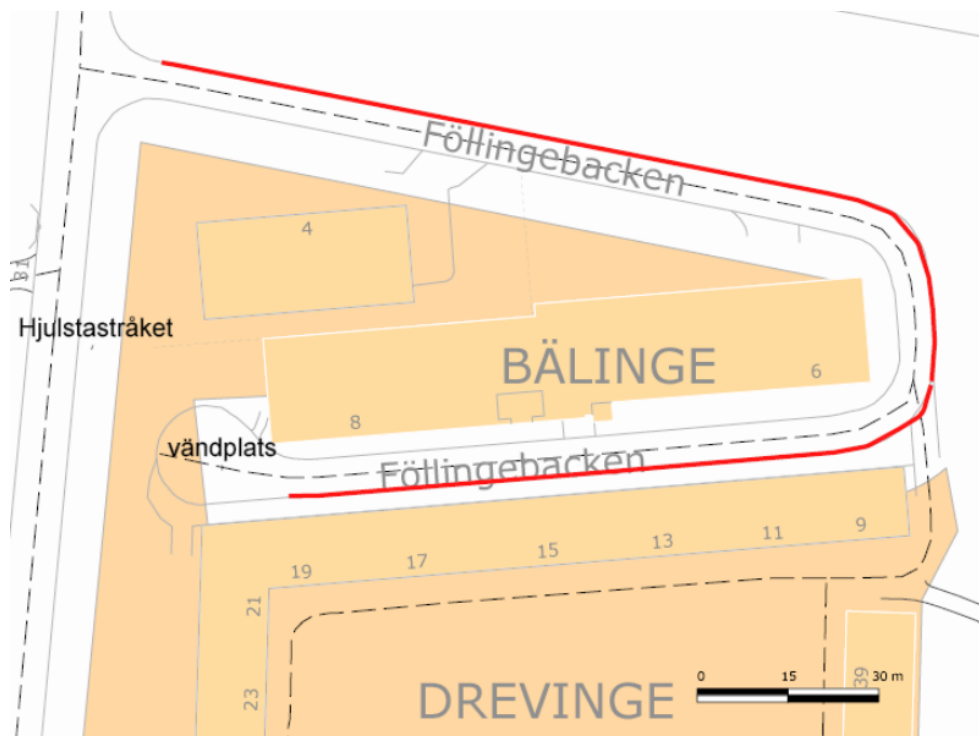 Föllingebacken
4
31
Hjulstastråket
BÄLINGE
6
8
vändplats
Föllingebacken
9
11
13
15
17
19
21
23
39
DREVINGE
0 15 30 m